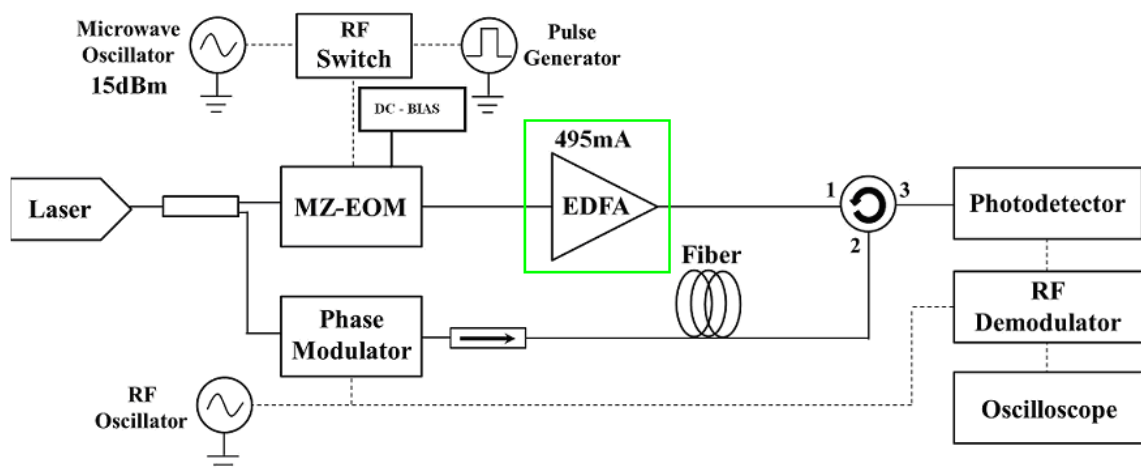 Microwave
Oscillator
15dBm
RF
Switch
Pulse
Generator
DC - BIAS
495mA
Laser
MZ-EOM
EDFA
1
3
2
Photodetector
Fiber
Phase
Modulator
RF
Demodulator
RF
Oscillator
Oscilloscope